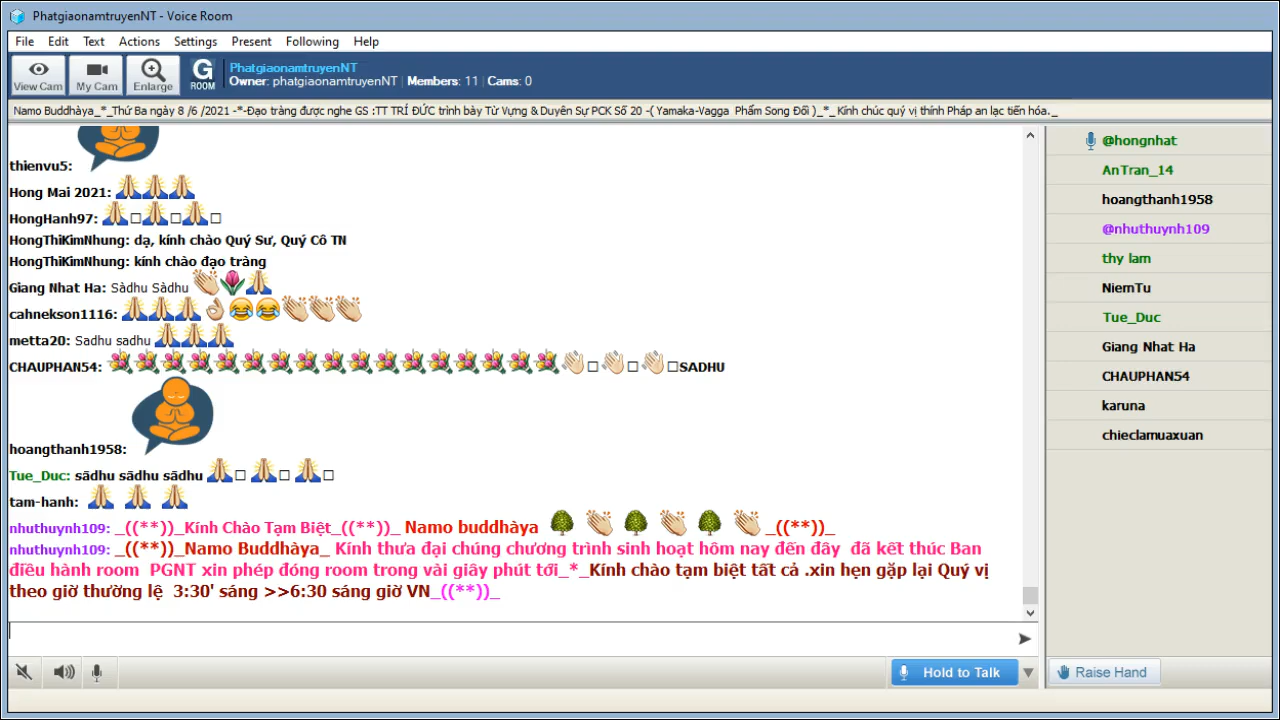 PhatgiaonamtruyenNT - Voice Room
File Edit Text Actions Settings Present Following Help
View Cam My Cam Enlarge G ROOM
PhatgiaonamtruyenNT
Owner: phatgiaonamtruyenNT Members: 11 Cams: 0
Namo Buddhàya_*_Thứ Ba ngày 8 /6 /2021 -*-Đạo tràng được nghe GS :TT TRÍ ĐỨC trình bày Từ Vựng & Duyên Sự PCK Số 20 -( Yamaka-Vagga Phẩm Song Đối )_*_ Kính chúc quý vị thính Pháp an lạc tiến hóa._
thienvu5:
Hong Mai 2021: 🙏🙏🙏
HongHanh97: 🙏□🙏□🙏□
HongThiKimNhung: dạ, kính chào Quý Sư, Quý Cô TN
HongThiKimNhung: kính chào đạo tràng
Giang Nhat Ha: Sàdhu Sàdhu 👏🌷🙏
cahnekson1116: 🙏🙏🙏👌😂😂👏👏👏
metta20: Sadhu sadhu 🙏🙏🙏
CHAUPHAN54: 💐💐💐💐💐💐💐💐💐💐💐💐💐💐💐💐💐👋□👋□👋□SADHU
hoangthanh1958:
Tue_Duc: sādhu sādhu sādhu 🙏□ 🙏□ 🙏□
tam-hanh: 🙏 🙏 🙏
nhuthuynh109: _((**))_Kính Chào Tạm Biệt_((**))_ Namo buddhàya 🌳 👏 🌳 👏 🌳 👏 _((**))_
nhuthuynh109: _((**))_Namo Buddhàya_ Kính thưa đại chúng chương trình sinh hoạt hôm nay đến đây đã kết thúc Ban
điều hành room PGNT xin phép đóng room trong vài giây phút tới_*_Kính chào tạm biệt tất cả .xin hẹn gặp lại Quý vị
theo giờ thường lệ 3:30' sáng >>6:30 sáng giờ VN_((**))_
Hold to Talk
@hongnhat
AnTran_14
hoangthanh1958
@nhuthuynh109
thy lam
NiemTu
Tue_Duc
Giang Nhat Ha
CHAUPHAN54
karuna
chieclamuaxuan
Raise Hand